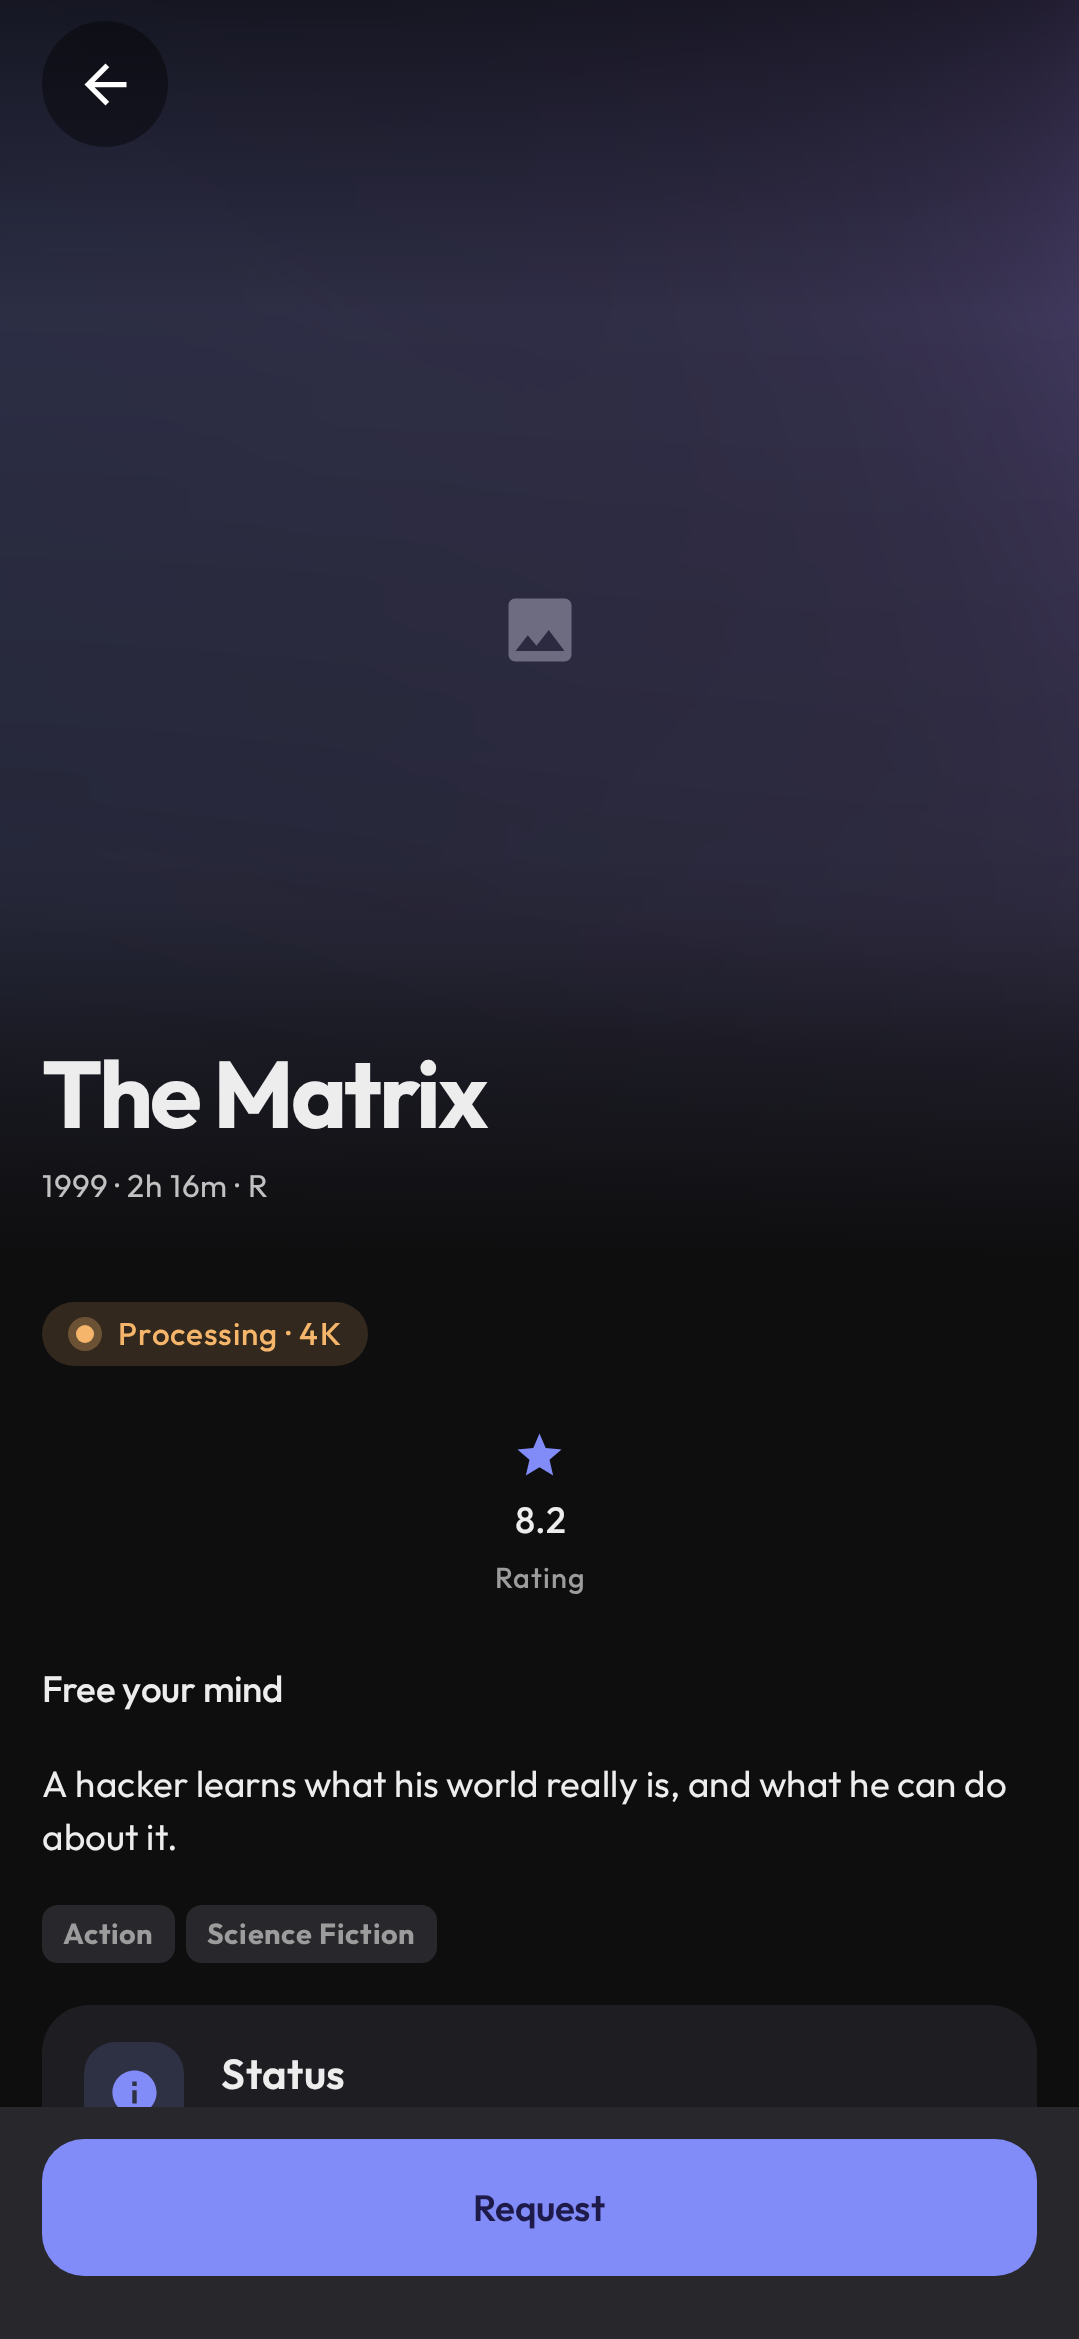 The Matrix
1999 · 2h 16m · R
Processing · 4K
8.2
Rating
Free your mind
A hacker learns what his world really is, and what he can do
about it.
Action
Science Fiction
Status
Request